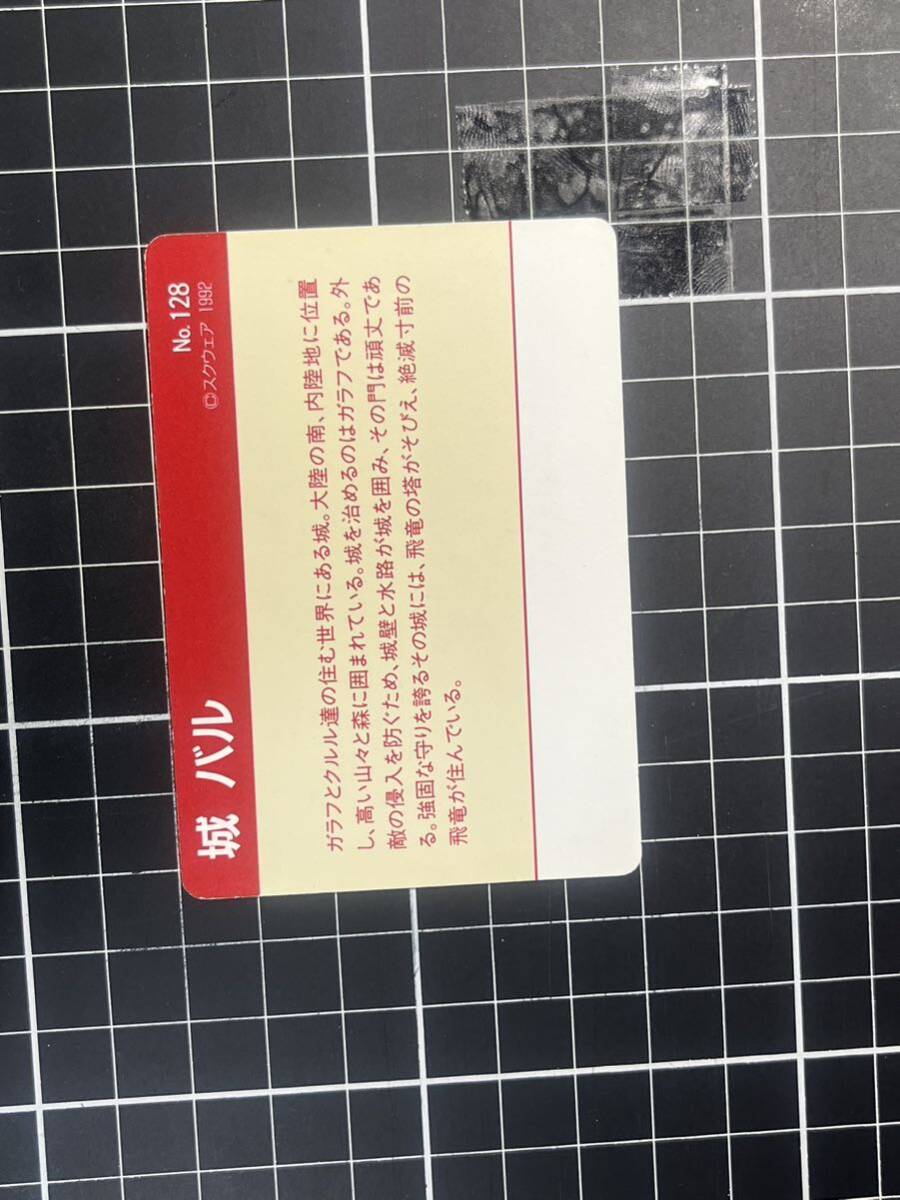 城 バル
No. 128
©スクウェア 1992
ガラフとクルル達の住む世界にある城。大陸の南、内陸地に位置
し、高い山々と森に囲まれている。城を治めるのはガラフである。外
敵の侵入を防ぐため、城壁と水路が城を囲み、その門は頑丈であ
る。強固な守りを誇るその城には、飛竜の塔がそびえ、絶滅寸前の
飛竜が住んでいる。